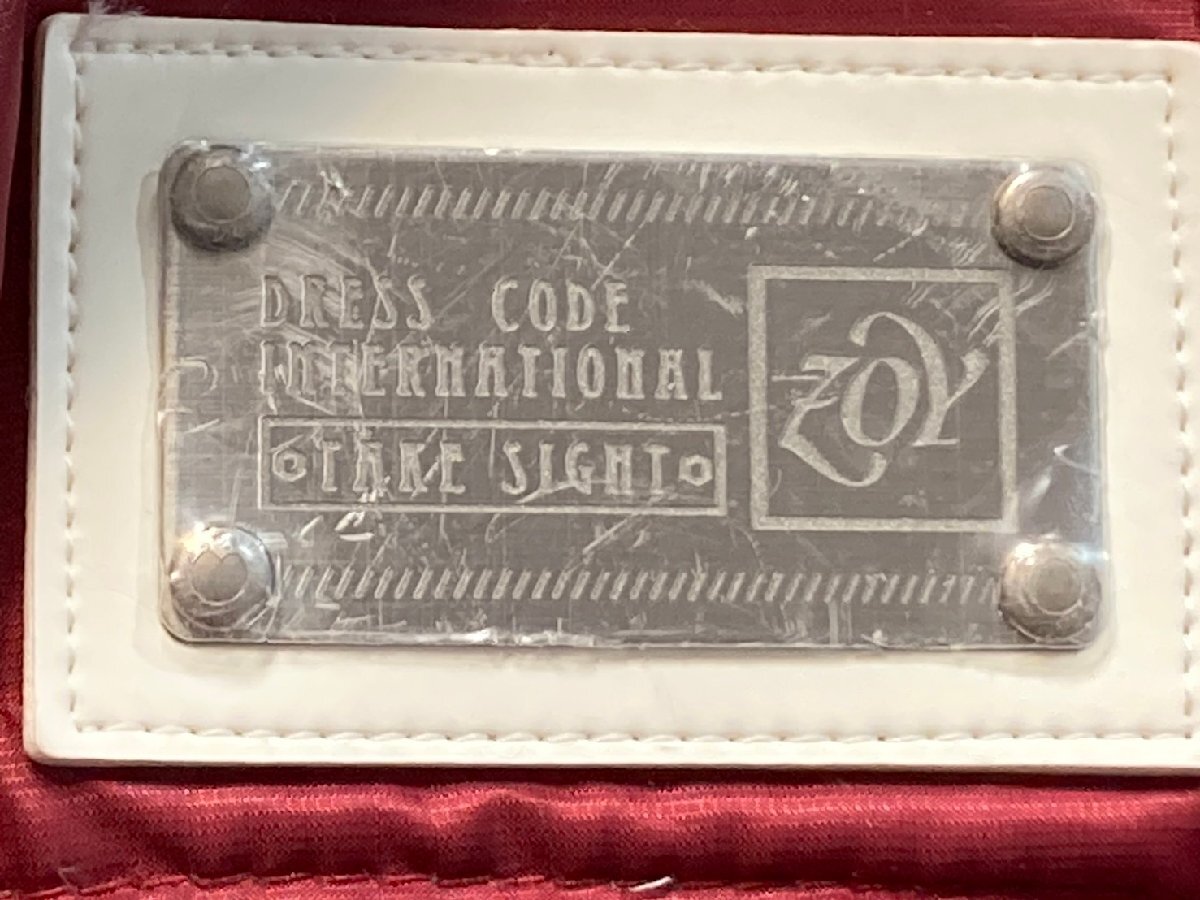 DRESS CODE
INTERNATIONAL
TAKE SIGHT
ZOY